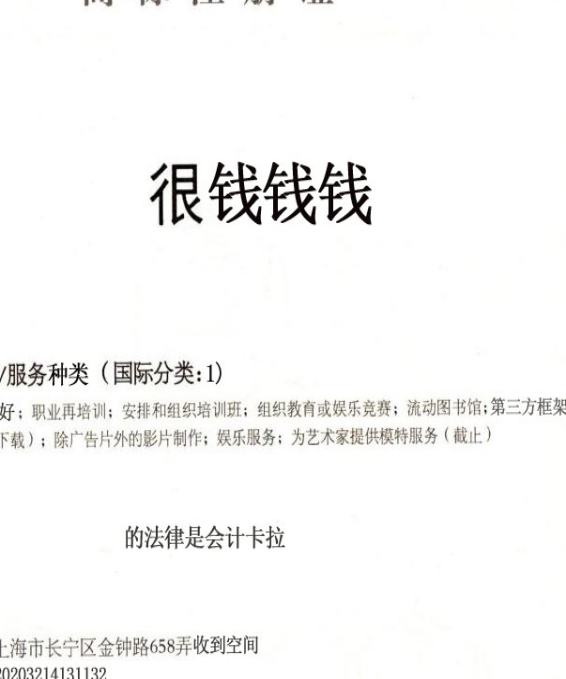 很钱钱钱
/服务种类（国际分类:1)
好；职业再培训；安排和组织培训班；组织教育或娱乐竞赛；流动图书馆;第三方框架
下载）；除广告片外的影片制作；娱乐服务；为艺术家提供模特服务（截止）
的法律是会计卡拉
上海市长宁区金钟路658弄收到空间
20203214131132